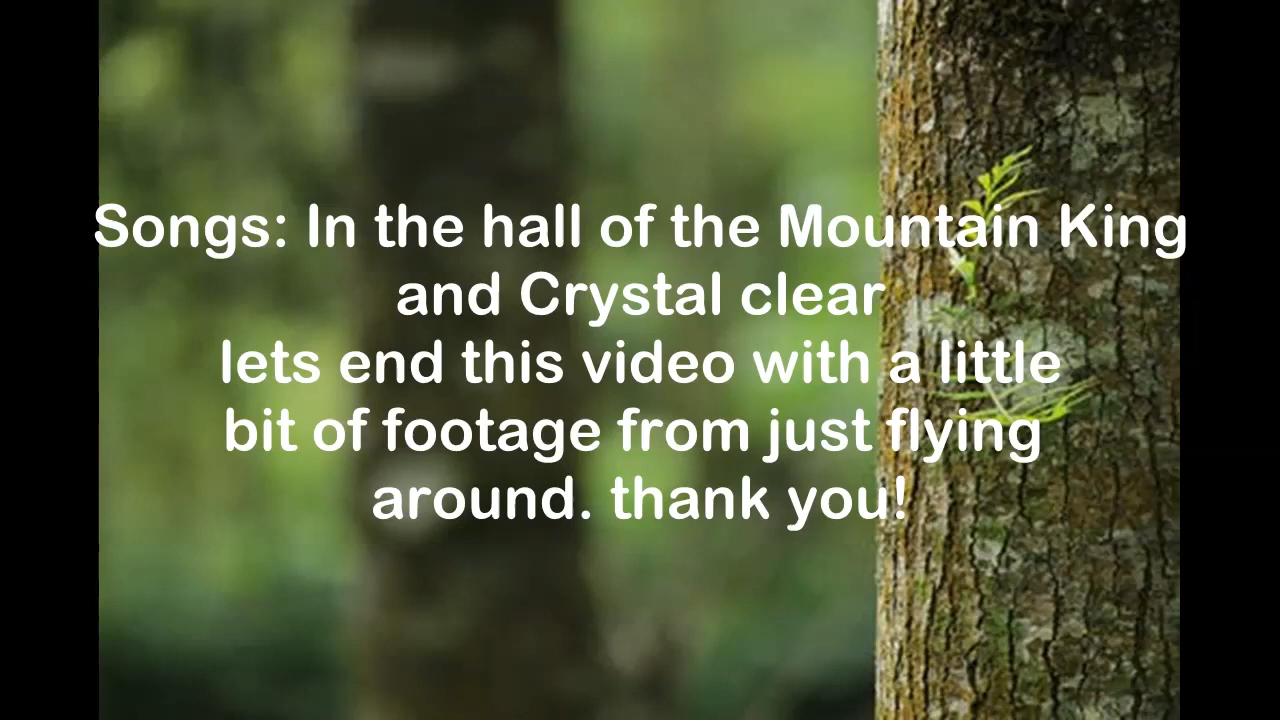 Songs: In the hall of the Mountain King
and Crystal clear
lets end this video with a little
bit of footage from just flying
around. thank you!